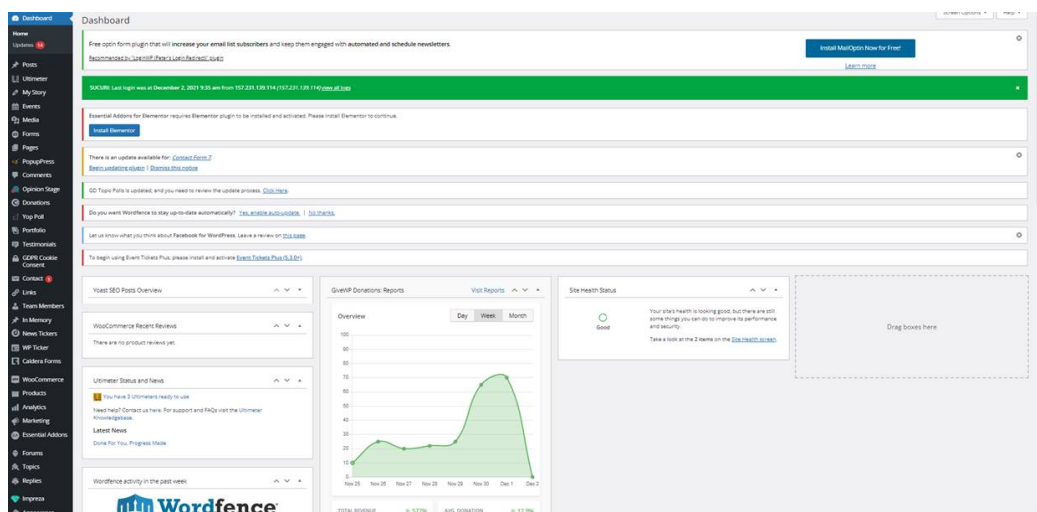 Dashboard
Home
Updates
Posts
Ultimeter
My Story
Events
Media
Forms
Pages
PopupPress
Comments
Opinion Stage
Donations
Yop Poll
Portfolio
Testimonials
GDPR Cookie
Consent
Contact
Links
Team Members
In Memory
News Tickers
WP Ticker
Caldera Forms
WooCommerce
Products
Analytics
Marketing
Essential Addons
Forums
Topics
Replies
Impreza
Dashboard
Screen Options Help
Free optin form plugin that will increase your email list subscribers and keep them engaged with automated and schedule newsletters.
Recommended by 'LoginWP (Peter's Login Redirect)' plugin
Install MailOptin Now for Free!
Learn more
SUCURI: Last login was at December 2, 2021 9:35 am from 157.231.139.114 (157.231.139.114) view all logs
Essential Addons for Elementor requires Elementor plugin to be installed and activated. Please install Elementor to continue.
Install Elementor
There is an update available for: Contact Form 7.
Begin updating plugin | Dismiss this notice
GD Topic Polls is updated, and you need to review the update process. Click Here.
Do you want Wordfence to stay up-to-date automatically? Yes, enable auto-update. | No thanks.
Let us know what you think about Facebook for WordPress. Leave a review on this page.
To begin using Event Tickets Plus, please install and activate Event Tickets Plus (5.3.0+).
Yoast SEO Posts Overview
WooCommerce Recent Reviews
There are no product reviews yet.
Ultimeter Status and News
You have 3 Ultimeters ready to use
Need help? Contact us here. For support and FAQs visit the Ultimeter
Knowledgebase.
Latest News
Done For You, Progress Made
Wordfence activity in the past week
Wordfence
GiveWP Donations: Reports Visit Reports
Overview Day Week Month
100
90
80
70
60
50
40
30
20
10
0
Nov 25 Nov 26 Nov 27 Nov 28 Nov 29 Nov 30 Dec 1 Dec 2
TOTAL REVENUE 577% AVG. DONATION
Site Health Status
Good
Your site's health is looking good, but there are still
some things you can do to improve its performance
and security.
Take a look at the 2 items on the Site Health screen.
Drag boxes here